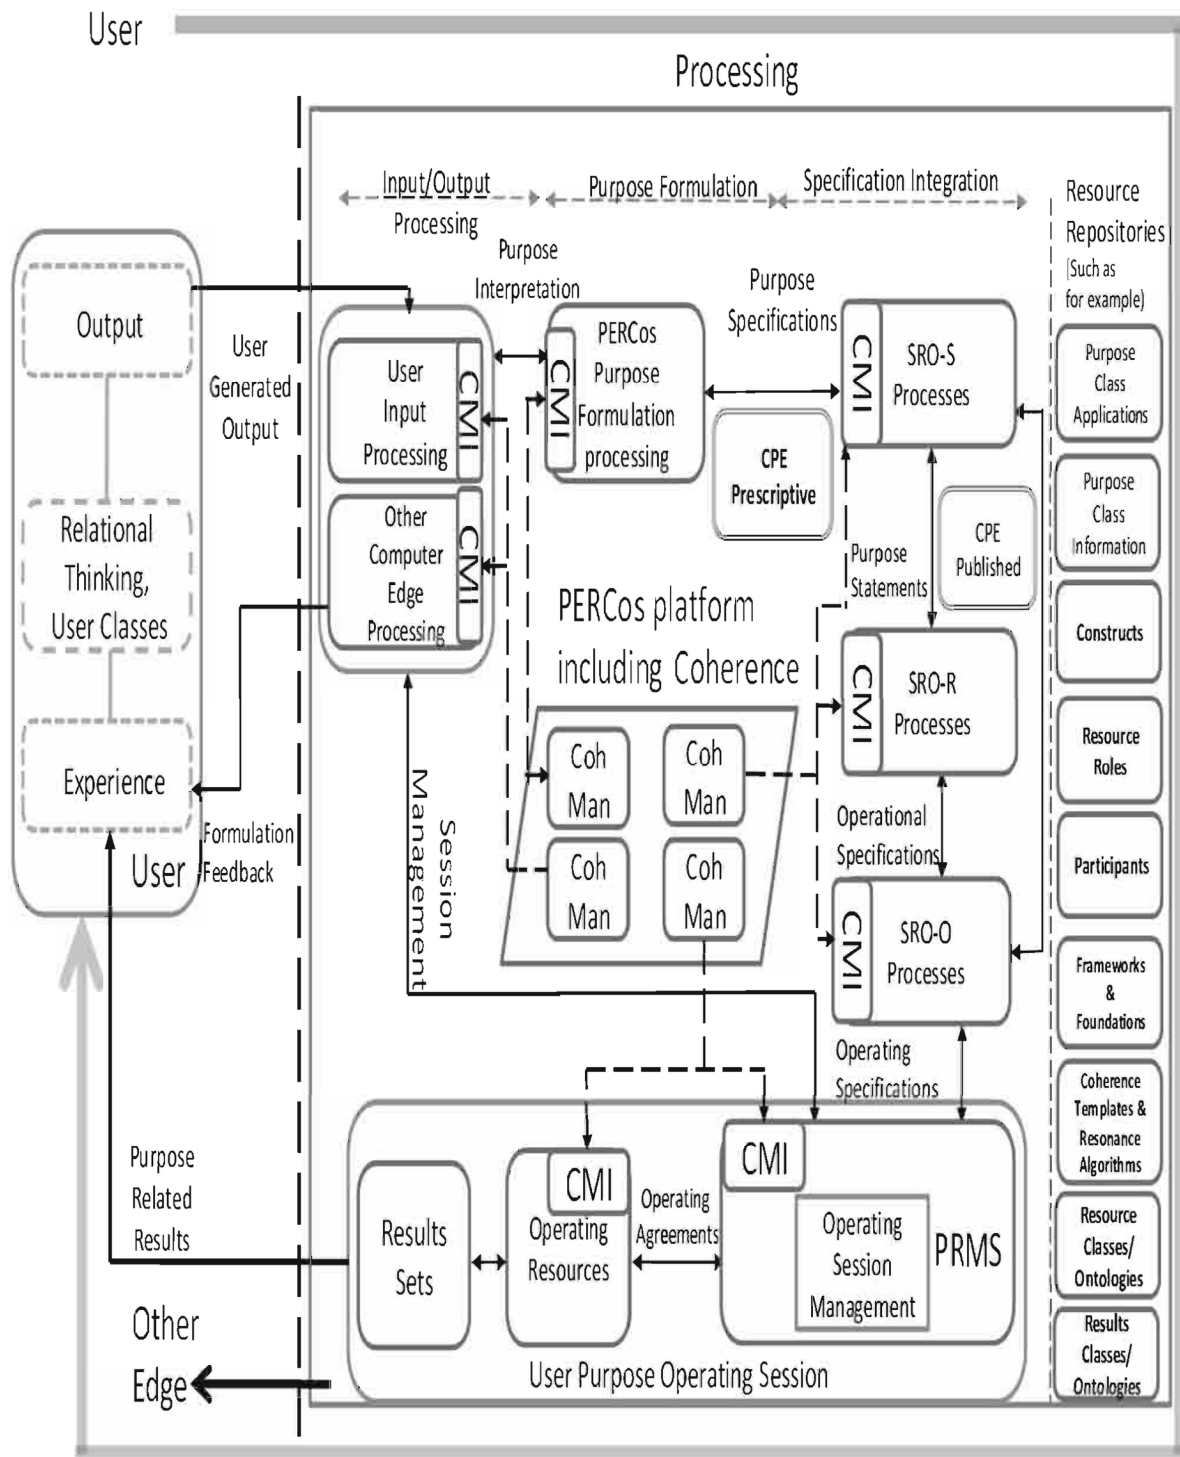 User
Processing
Input/Output
Processing
Purpose Formulation
Specification Integration
Resource
Repositories
(Such as
for example)
Purpose
Interpretation
Purpose
Specifications
Output
User
Generated
Output
Relational
Thinking,
User Classes
Experience
User
Formulation
Feedback
User
Input
Processing
CMI
Other
Computer
Edge
Processing
CMI
PERCos
Purpose
Formulation
processing
CMI
CPE
Prescriptive
SRO-S
Processes
CMI
Purpose
Statements
CPE
Published
PERCos platform
including Coherence
SRO-R
Processes
CMI
Coh
Man
Coh
Man
Coh
Man
Coh
Man
Session
Management
Operational
Specifications
SRO-O
Processes
CMI
Operating
Specifications
Purpose
Class
Applications
Purpose
Class
Information
Constructs
Resource
Roles
Participants
Frameworks
&
Foundations
Coherence
Templates &
Resonance
Algorithms
Resource
Classes/
Ontologies
Results
Classes/
Ontologies
Purpose
Related
Results
Other
Edge
Results
Sets
CMI
Operating
Resources
Operating
Agreements
CMI
Operating
Session
Management
PRMS
User Purpose Operating Session